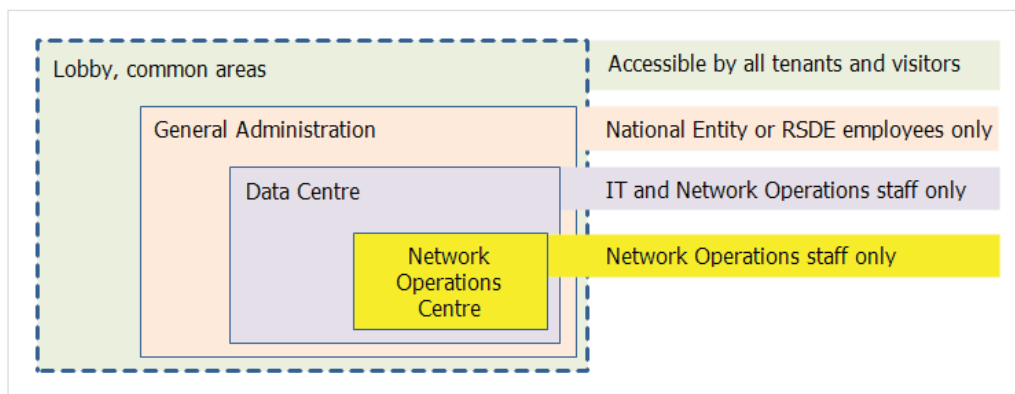 Lobby, common areas
Accessible by all tenants and visitors
General Administration
National Entity or RSDE employees only
Data Centre
IT and Network Operations staff only
Network
Operations
Centre
Network Operations staff only